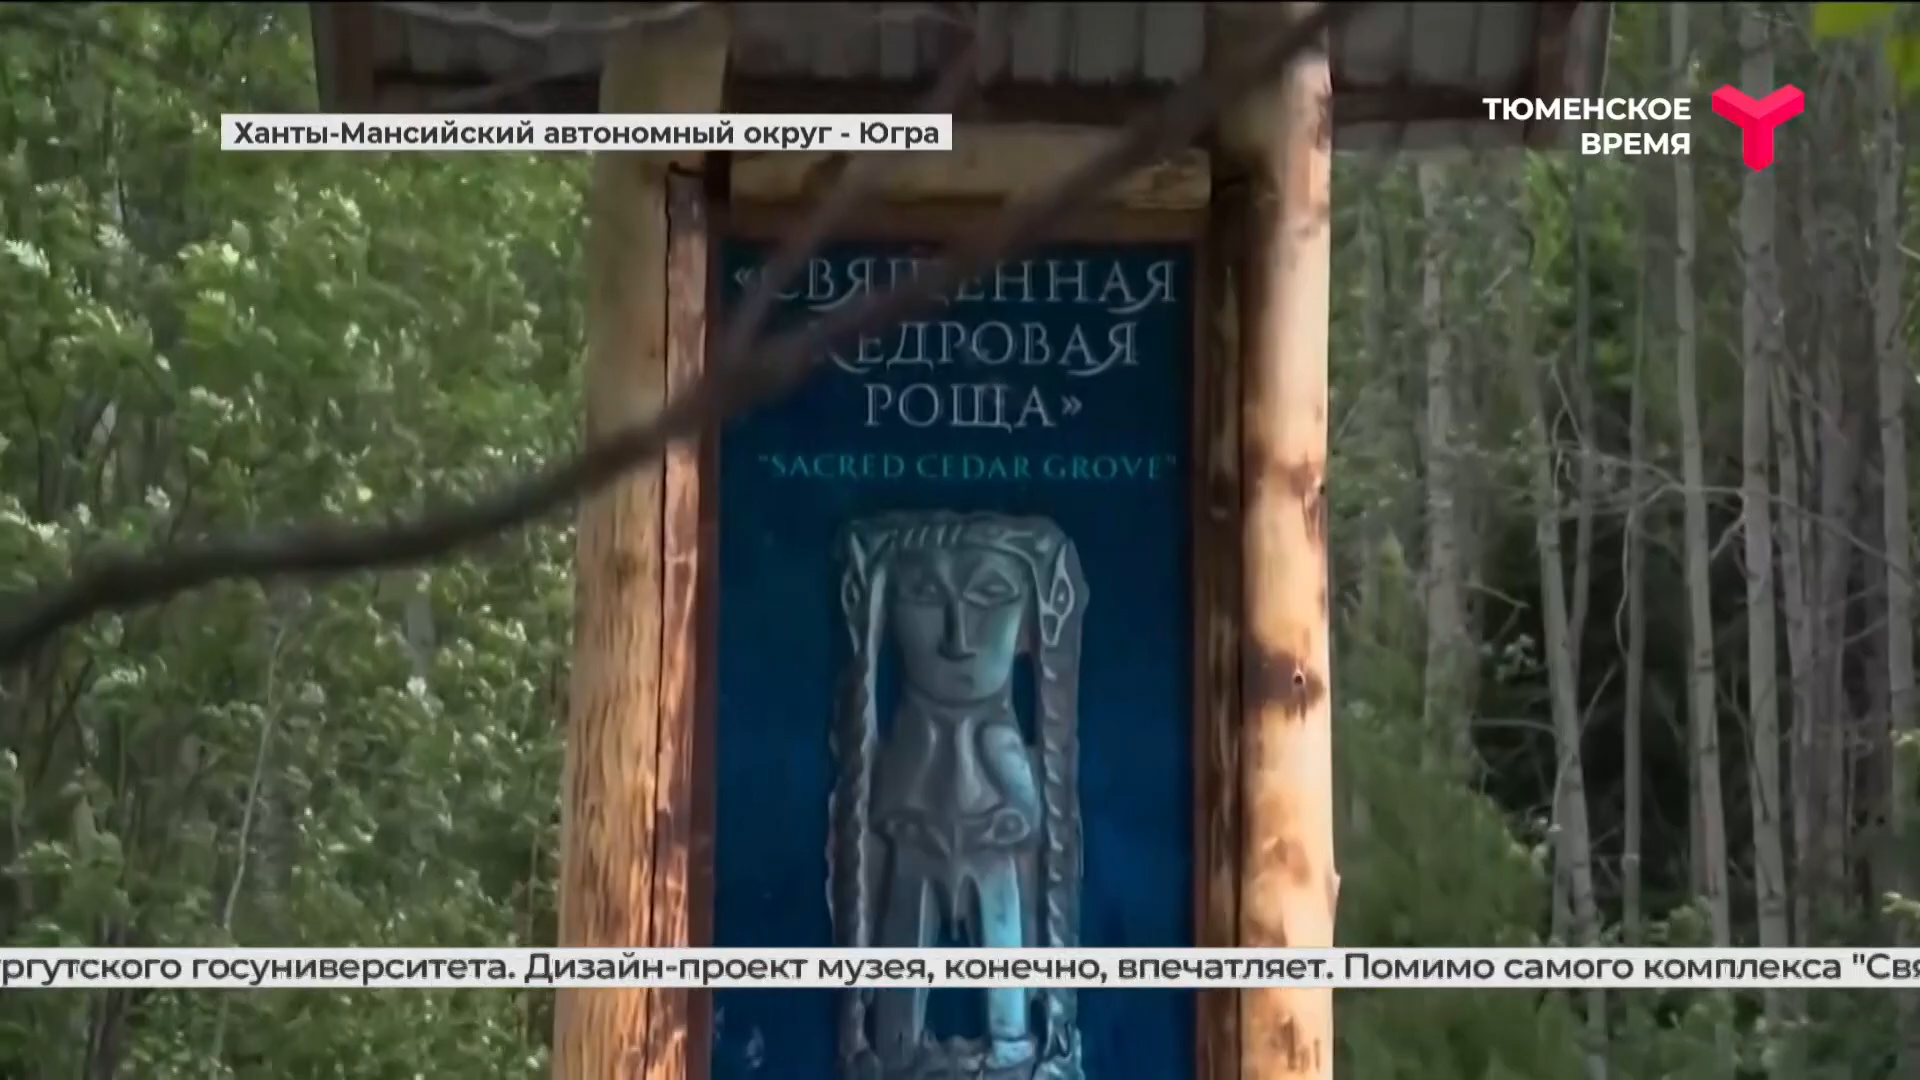 Ханты-Мансийский автономный округ - Югра
ТЮМЕНСКОЕ
ВРЕМЯ
«СВЯЩЕННАЯ
КЕДРОВАЯ
РОЩА»
"SACRED CEDAR GROVE"
ургутского госуниверситета. Дизайн-проект музея, конечно, впечатляет. Помимо самого комплекса "Свя